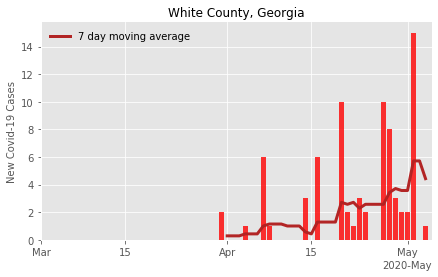 White County, Georgia
7 day moving average
New Covid-19 Cases
14
12
10
8
6
4
2
0
Mar 15 Apr 15 May
2020-May